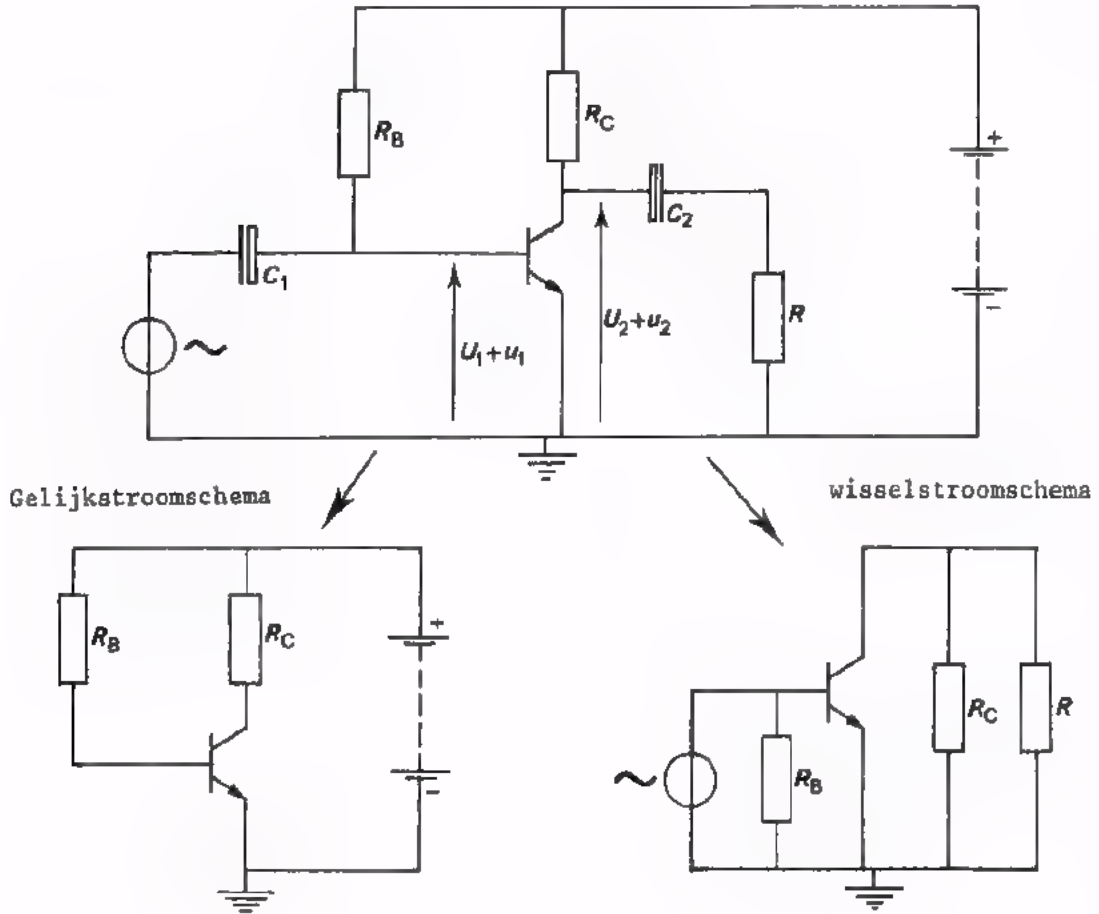 R_B
R_C
+
C_1
C_2
∼
U_1+u_1
U_2+u_2
R
−
Gelijkstroomschema
wisselstroomschema
R_B
R_C
+
−
∼
R_B
R_C
R